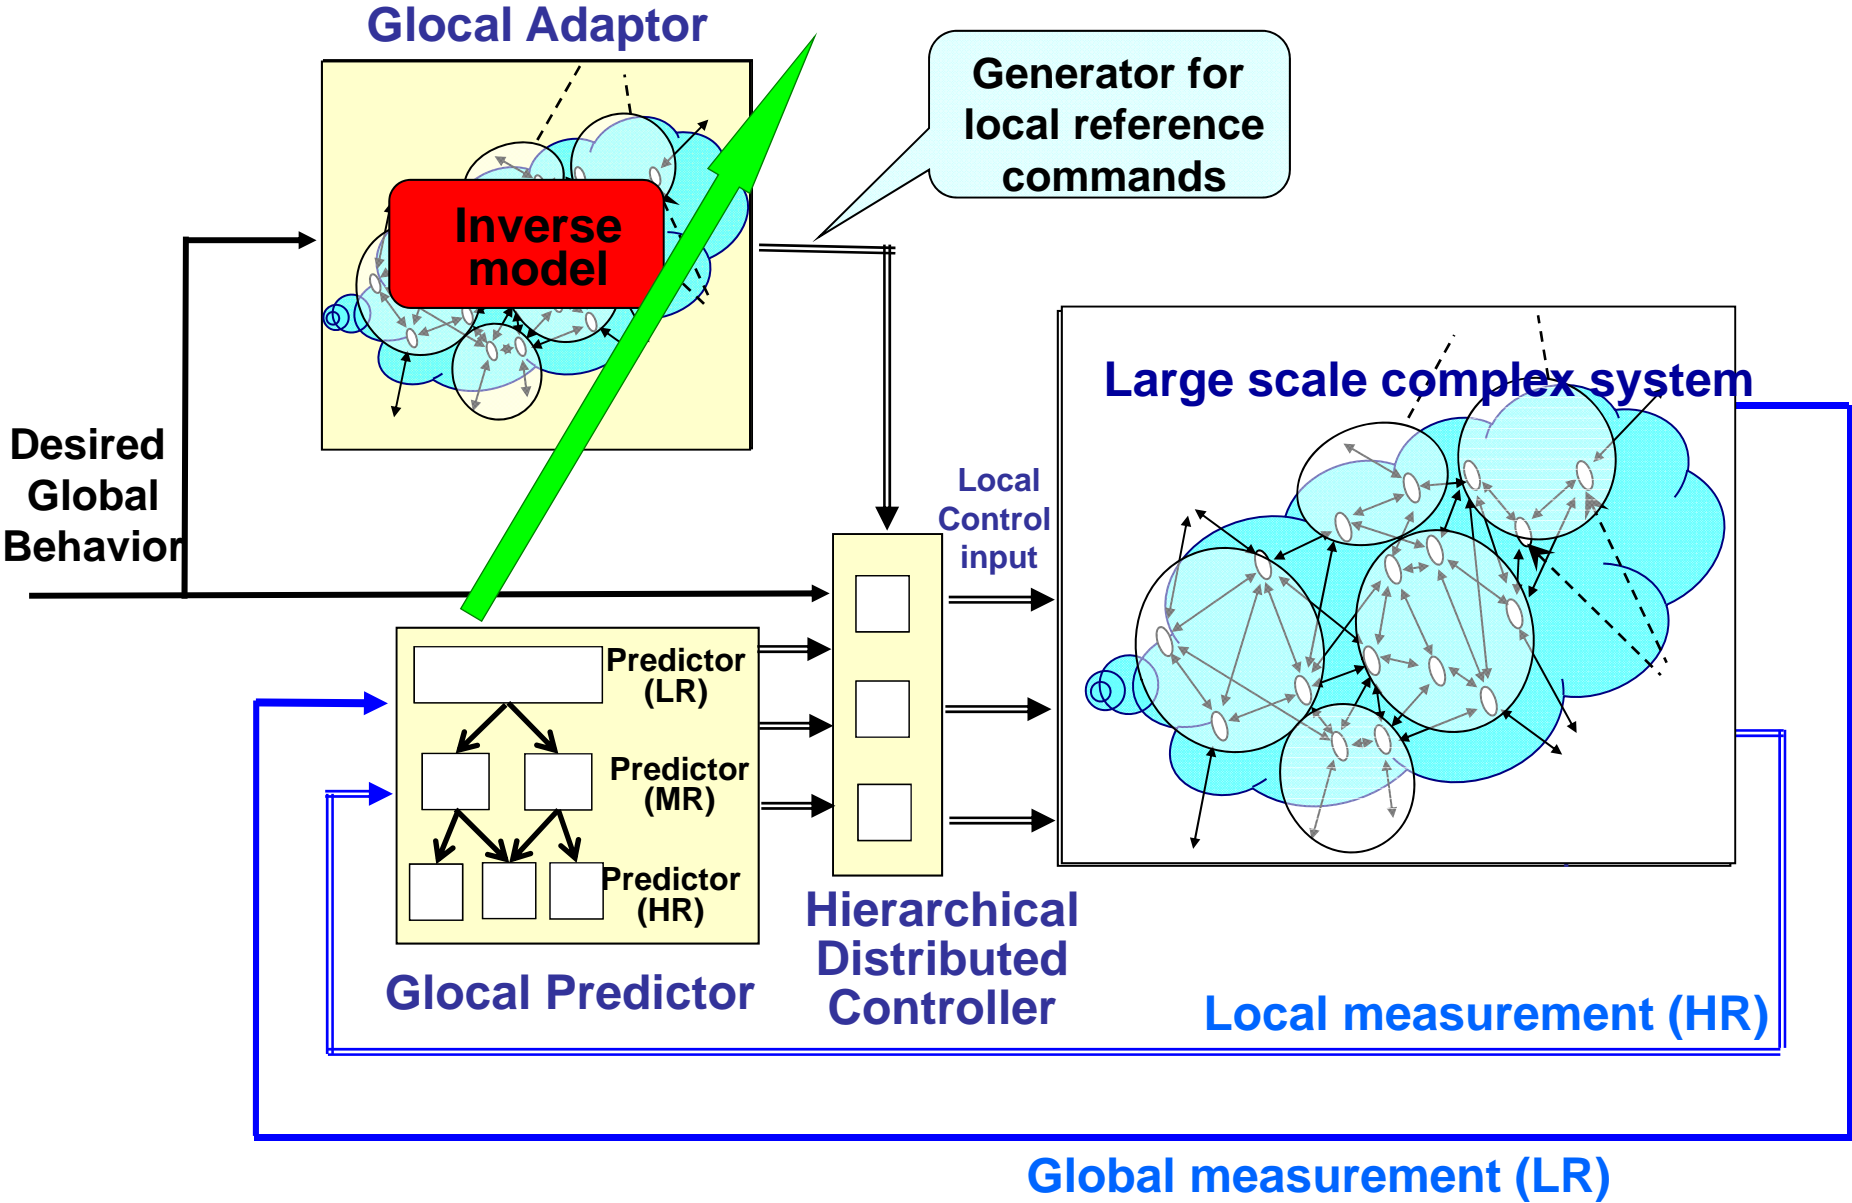 Glocal Adaptor
Generator for
local reference
commands
Inverse
model
Large scale complex system
Desired
Global
Behavior
Local
Control
input
Predictor
(LR)
Predictor
(MR)
Predictor
(HR)
Glocal Predictor
Hierarchical
Distributed
Controller
Local measurement (HR)
Global measurement (LR)